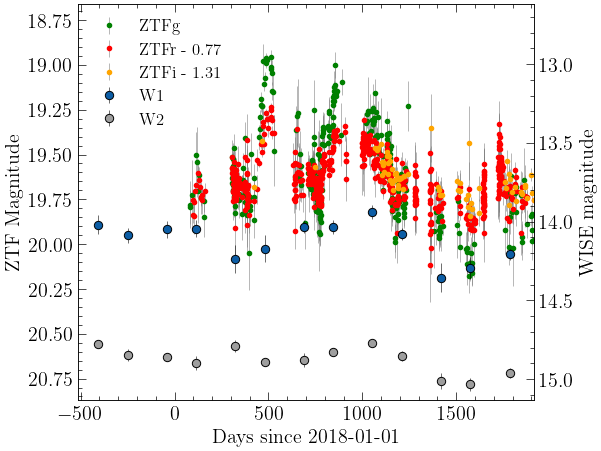 ZTFg
ZTFr - 0.77
ZTFi - 1.31
W1
W2
18.75
19.00
19.25
19.50
19.75
20.00
20.25
20.50
20.75
ZTF Magnitude
13.0
13.5
14.0
14.5
15.0
WISE magnitude
−500 0 500 1000 1500
Days since 2018-01-01